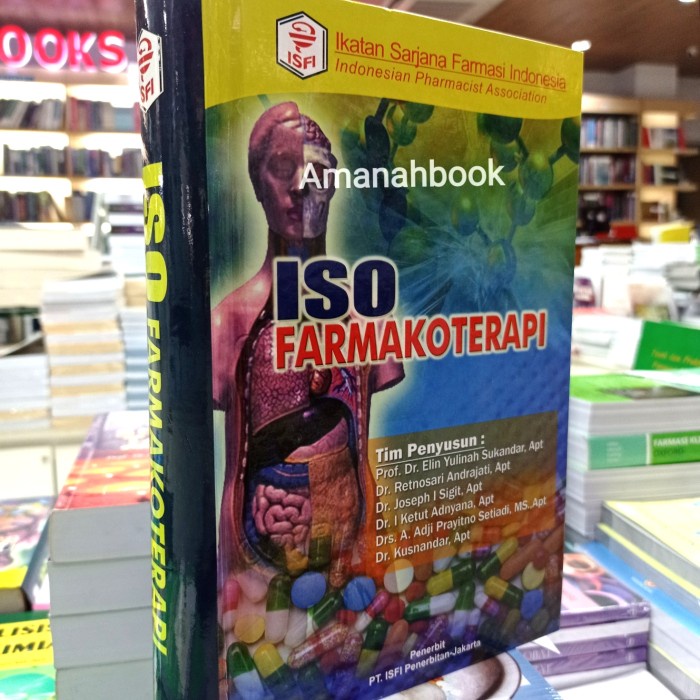 OOKS
ISFI
Ikatan Sarjana Farmasi Indonesia
Indonesian Pharmacist Association
Amanahbook
ISO
FARMAKOTERAPI
Tim Penyusun :
Prof. Dr. Elin Yulinah Sukandar, Apt
Dr. Retnosari Andrajati, Apt
Dr. Joseph I Sigit, Apt
Dr. I Ketut Adnyana, Apt
Drs. A. Adji Prayitno Setiadi, MS.,Apt
Dr. Kusnandar, Apt
Penerbit
PT. ISFI Penerbitan-Jakarta
ISFI
ISO FARMAKOTERAPI